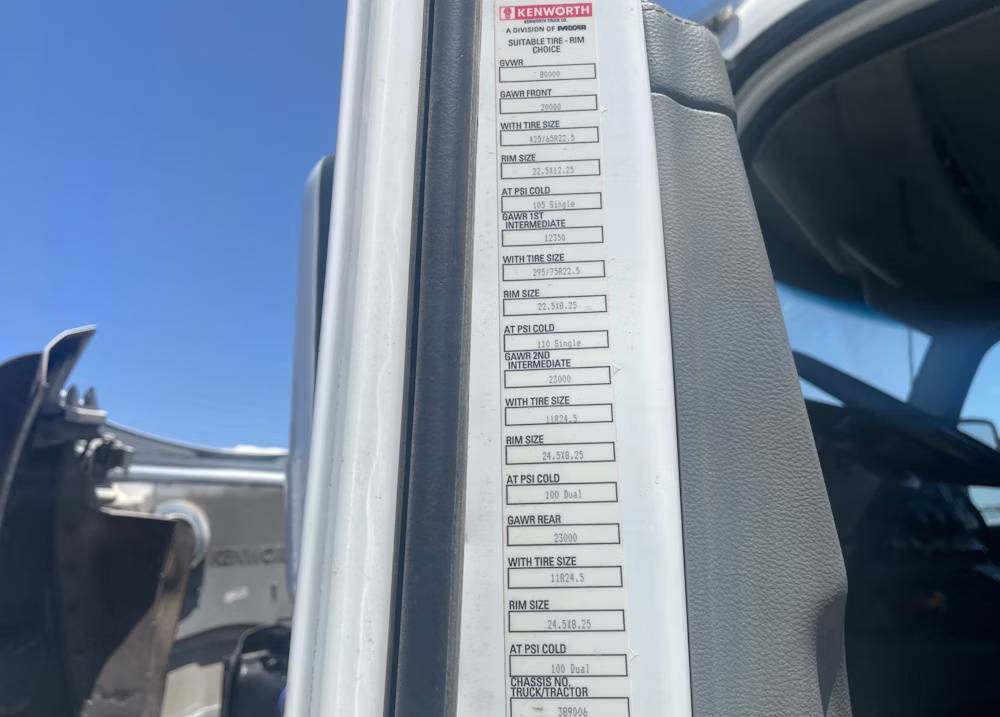 KENWORTH
KENWORTH TRUCK CO.
A DIVISION OF PACCAR
SUITABLE TIRE - RIM
CHOICE
GVWR
80000
GAWR FRONT
20000
WITH TIRE SIZE
425/65R22.5
RIM SIZE
22.5X12.25
AT PSI COLD
105 Single
GAWR 1ST
INTERMEDIATE
12350
WITH TIRE SIZE
295/75R22.5
RIM SIZE
22.5X8.25
AT PSI COLD
110 Single
GAWR 2ND
INTERMEDIATE
23000
WITH TIRE SIZE
11R24.5
RIM SIZE
24.5X8.25
AT PSI COLD
100 Dual
GAWR REAR
23000
WITH TIRE SIZE
11R24.5
RIM SIZE
24.5X8.25
AT PSI COLD
100 Dual
CHASSIS NO.
TRUCK/TRACTOR
389006
KENWOR